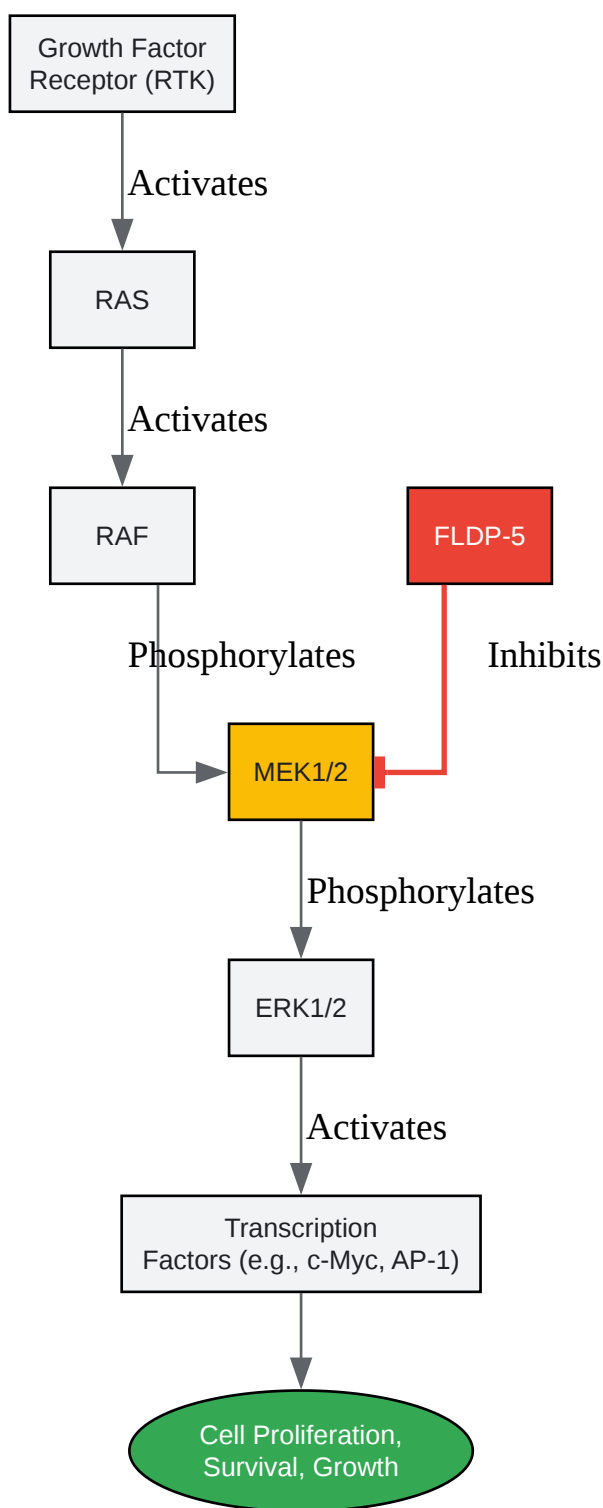 Growth Factor
Receptor (RTK)
Activates
RAS
Activates
RAF
FLDP-5
Phosphorylates
Inhibits
MEK1/2
Phosphorylates
ERK1/2
Activates
Transcription
Factors (e.g., c-Myc, AP-1)
Cell Proliferation,
Survival, Growth